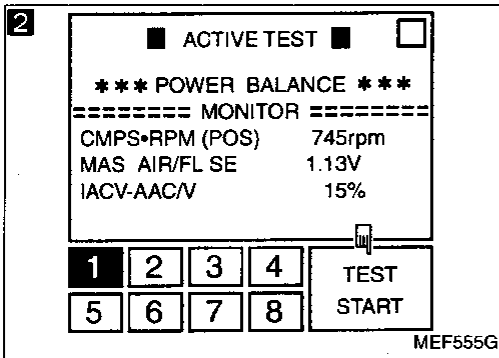 2
■ ACTIVE TEST ■
*** POWER BALANCE ***
======== MONITOR ========
CMPS•RPM (POS) 745rpm
MAS AIR/FL SE 1.13V
IACV-AAC/V 15%
1 2 3 4 TEST
5 6 7 8 START
MEF555G